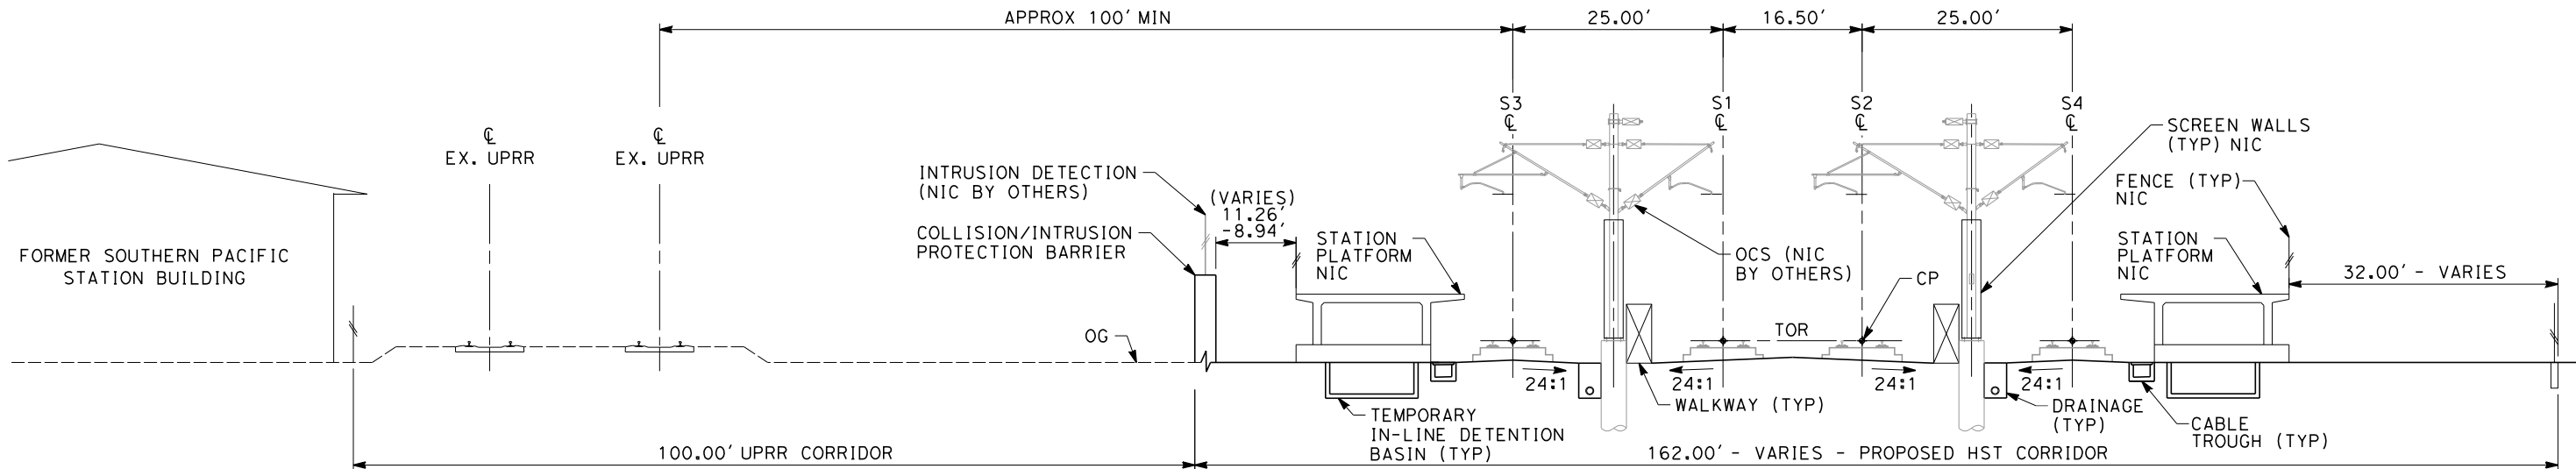 APPROX 100' MIN
25.00'
16.50'
25.00'
S3
℄
S1
℄
S2
℄
S4
℄
℄
EX. UPRR
℄
EX. UPRR
SCREEN WALLS
(TYP) NIC
INTRUSION DETECTION
(NIC BY OTHERS)
(VARIES)
11.26'
-8.94'
FENCE (TYP)
NIC
COLLISION/INTRUSION
PROTECTION BARRIER
STATION
PLATFORM
NIC
OCS (NIC
BY OTHERS)
STATION
PLATFORM
NIC
FORMER SOUTHERN PACIFIC
STATION BUILDING
CP
32.00' - VARIES
OG
TOR
24:1
24:1
24:1
24:1
WALKWAY (TYP)
TEMPORARY
IN-LINE DETENTION
BASIN (TYP)
DRAINAGE
(TYP)
CABLE
TROUGH (TYP)
100.00' UPRR CORRIDOR
162.00' - VARIES - PROPOSED HST CORRIDOR